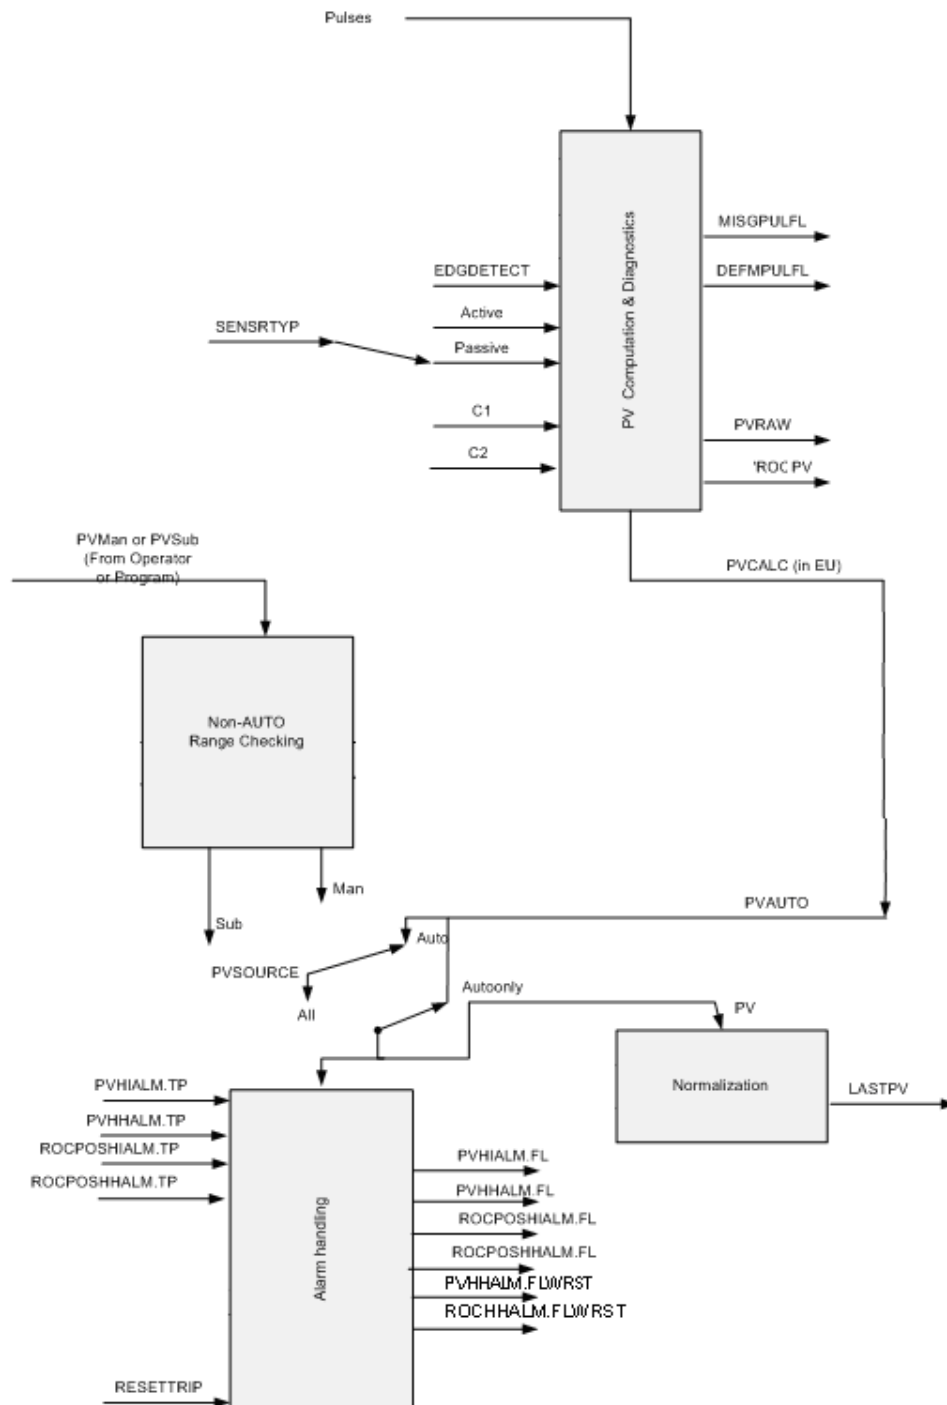 Pulses
PV Computation & Diagnostics
MISGPULFL
EDGDETECT
DEFMPULFL
Active
SENSRTYP
Passive
C1
PVRAW
C2
'ROCPV
PVMan or PVSub
(From Operator
or Program)
PVCALC (in EU)
Non-AUTO
Range Checking
Man
PVAUTO
Sub
Auto
PVSOURCE
Autoonly
All
PV
Normalization
PVHIALM.TP
LASTPV
PVHHALM.TP
ROCPOSHIALM.TP
PVHIALM.FL
ROCPOSHHALM.TP
PVHHALM.FL
ROCPOSHIALM.FL
Alarm handling
ROCPOSHHALM.FL
PVHHALM.FLWRST
ROCHHALM.FLWRST
RESETTRIP